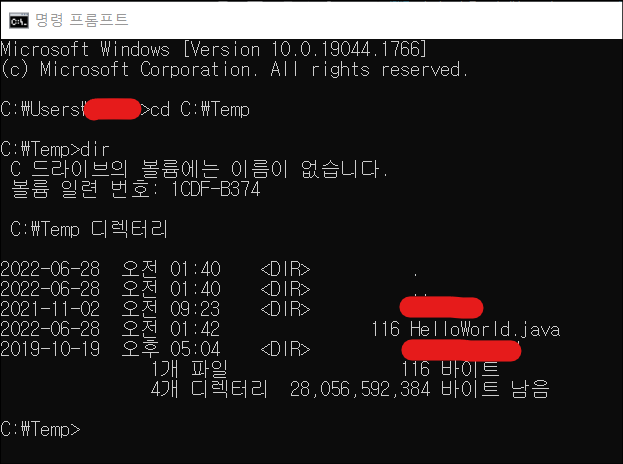 명령 프롬프트
Microsoft Windows [Version 10.0.19044.1766]
(c) Microsoft Corporation. All rights reserved.
C:₩Users₩>cd C:₩Temp
C:₩Temp>dir
C 드라이브의 볼륨에는 이름이 없습니다.
볼륨 일련 번호: 1CDF-B374
C:₩Temp 디렉터리
2022-06-28 오전 01:40 <DIR> .
2022-06-28 오전 01:40 <DIR> ..
2021-11-02 오전 09:23 <DIR>
2022-06-28 오전 01:42 116 HelloWorld.java
2019-10-19 오후 05:04 <DIR>
1개 파일 116 바이트
4개 디렉터리 28,056,592,384 바이트 남음
C:₩Temp>